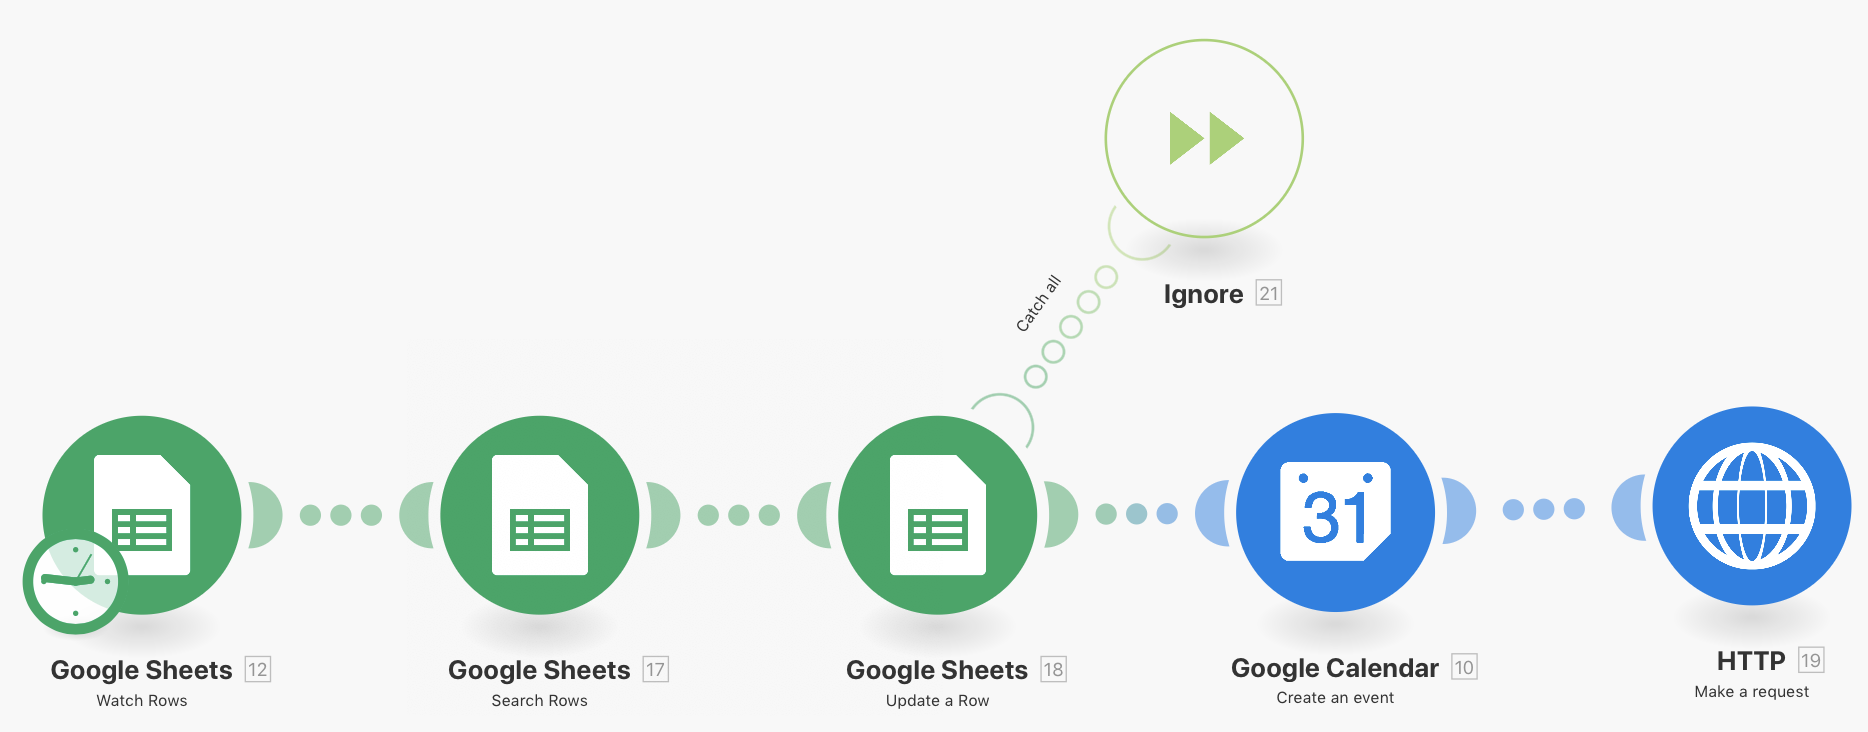 Catch all
Ignore 21
31
Google Sheets 12
Watch Rows
Google Sheets 17
Search Rows
Google Sheets 18
Update a Row
Google Calendar 10
Create an event
HTTP 19
Make a request